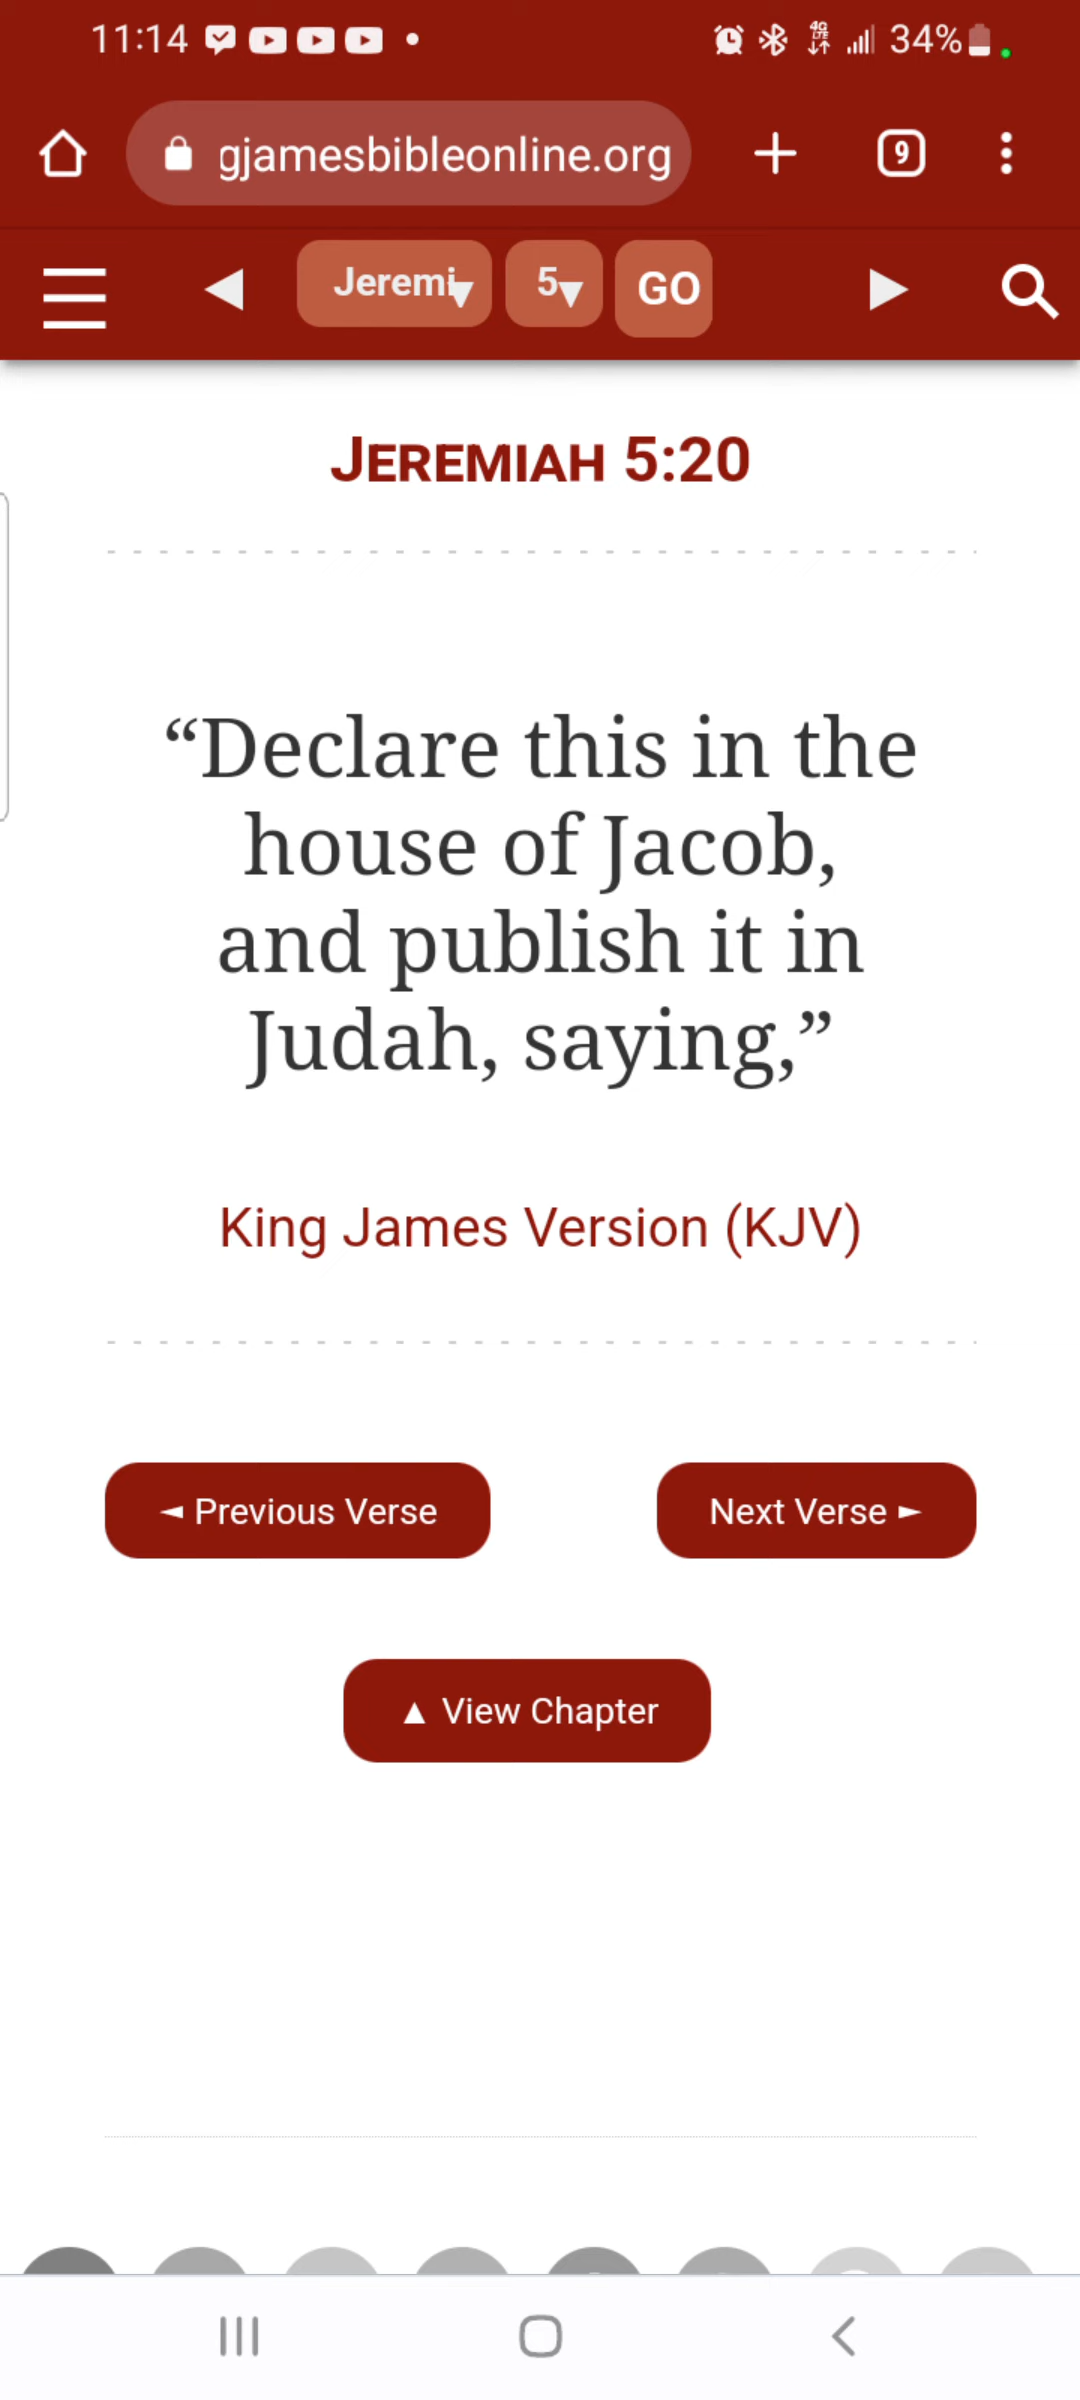 11:14
34%
gjamesbibleonline.org
9
Jeremi
5
GO
JEREMIAH 5:20
“Declare this in the
house of Jacob,
and publish it in
Judah, saying,”
King James Version (KJV)
◄ Previous Verse
Next Verse ►
▲ View Chapter